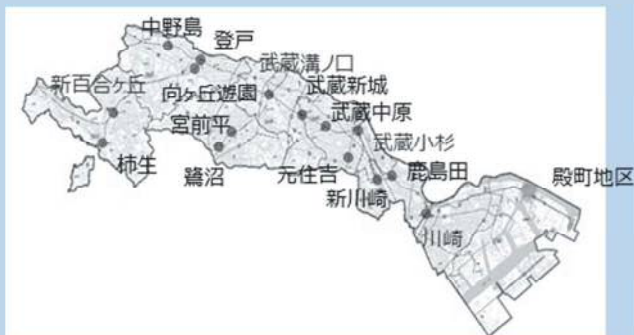 中野島
登戸
武蔵溝ノ口
新百合ヶ丘
向ヶ丘遊園
武蔵新城
武蔵中原
宮前平
武蔵小杉
柿生
鷺沼
元住吉
鹿島田
殿町地区
新川崎
川崎